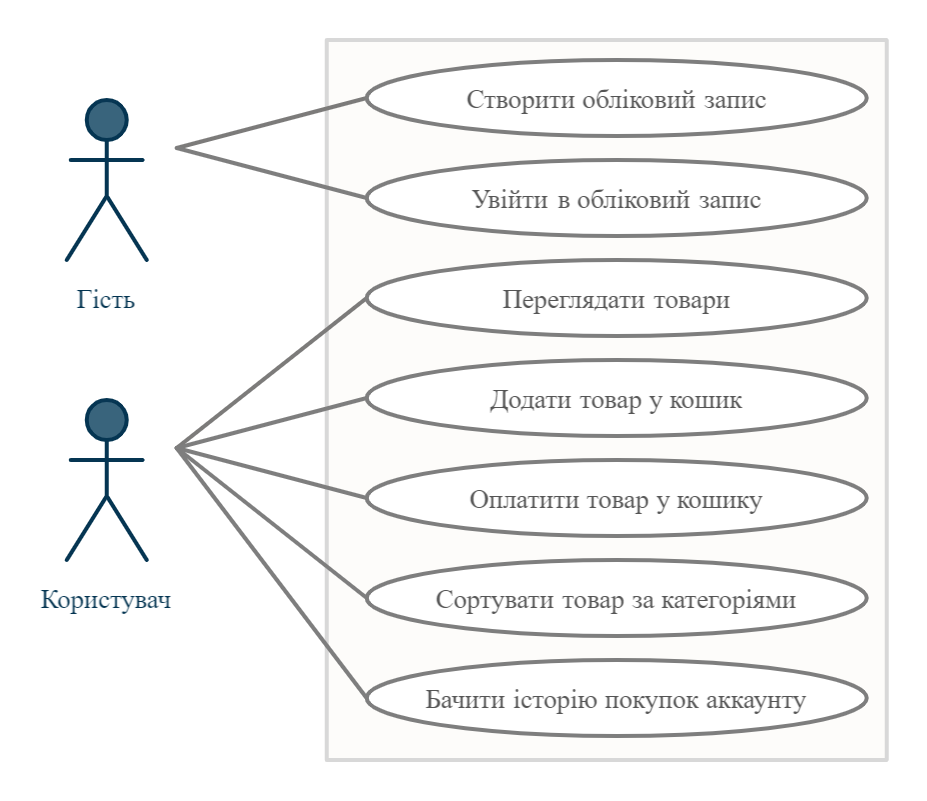 Створити обліковий запис
Увійти в обліковий запис
Гість
Переглядати товари
Додати товар у кошик
Оплатити товар у кошику
Користувач
Сортувати товар за категоріями
Бачити історію покупок аккаунту